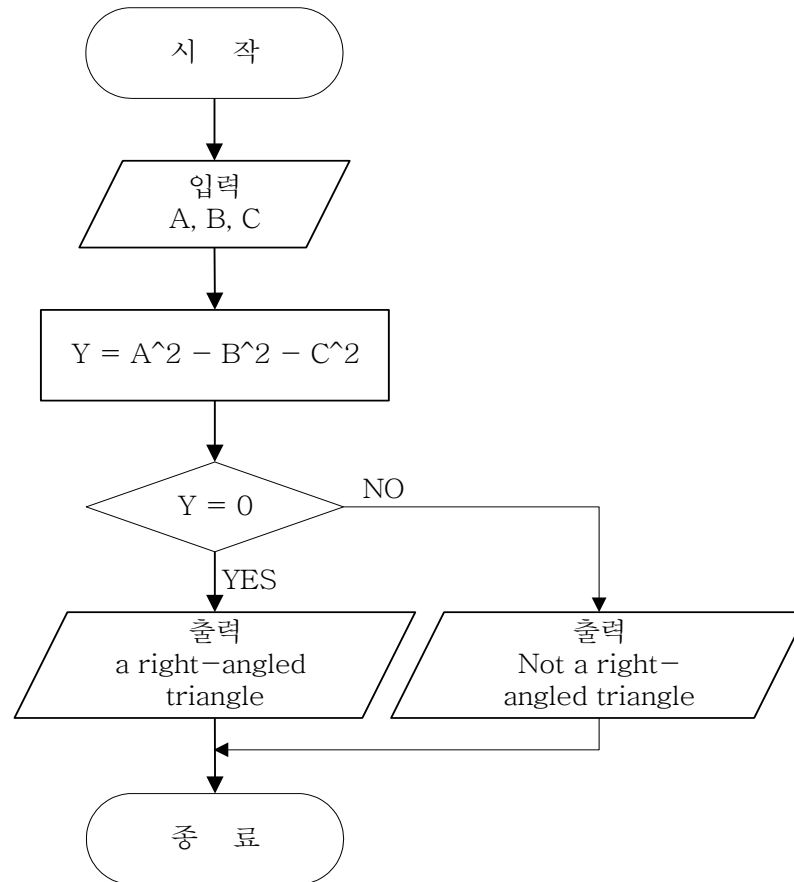 시 작
입력
A, B, C
Y = A^2 − B^2 − C^2
Y = 0
NO
YES
출력
a right−angled
triangle
출력
Not a right−
angled triangle
종 료